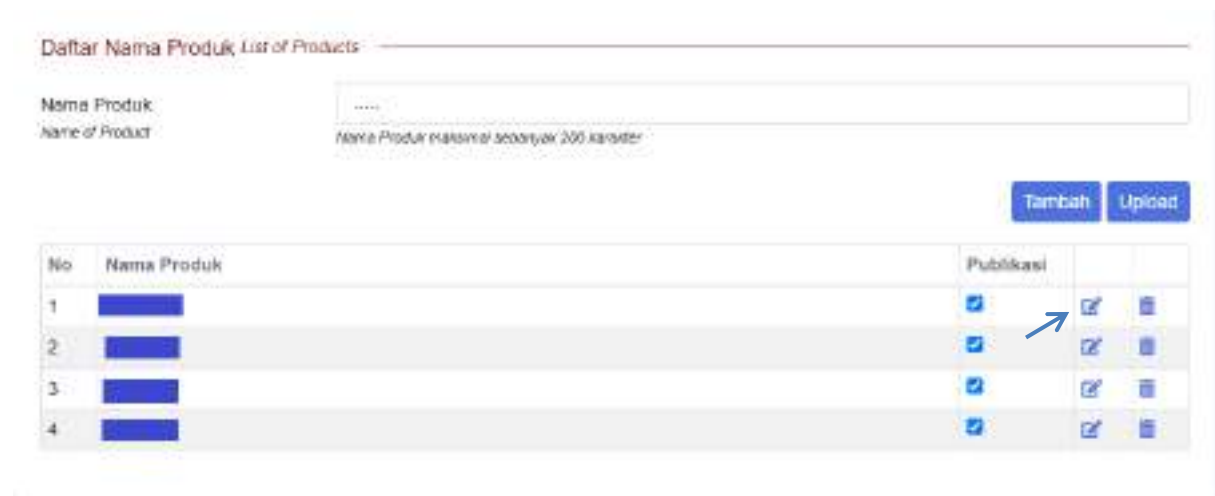 Daftar Nama Produk List of Products
Nama Produk
.....
Name of Product
Nama Produk maksimal sebanyak 200 karakter
Tambah Upload
No Nama Produk Publikasi
1
2
3
4